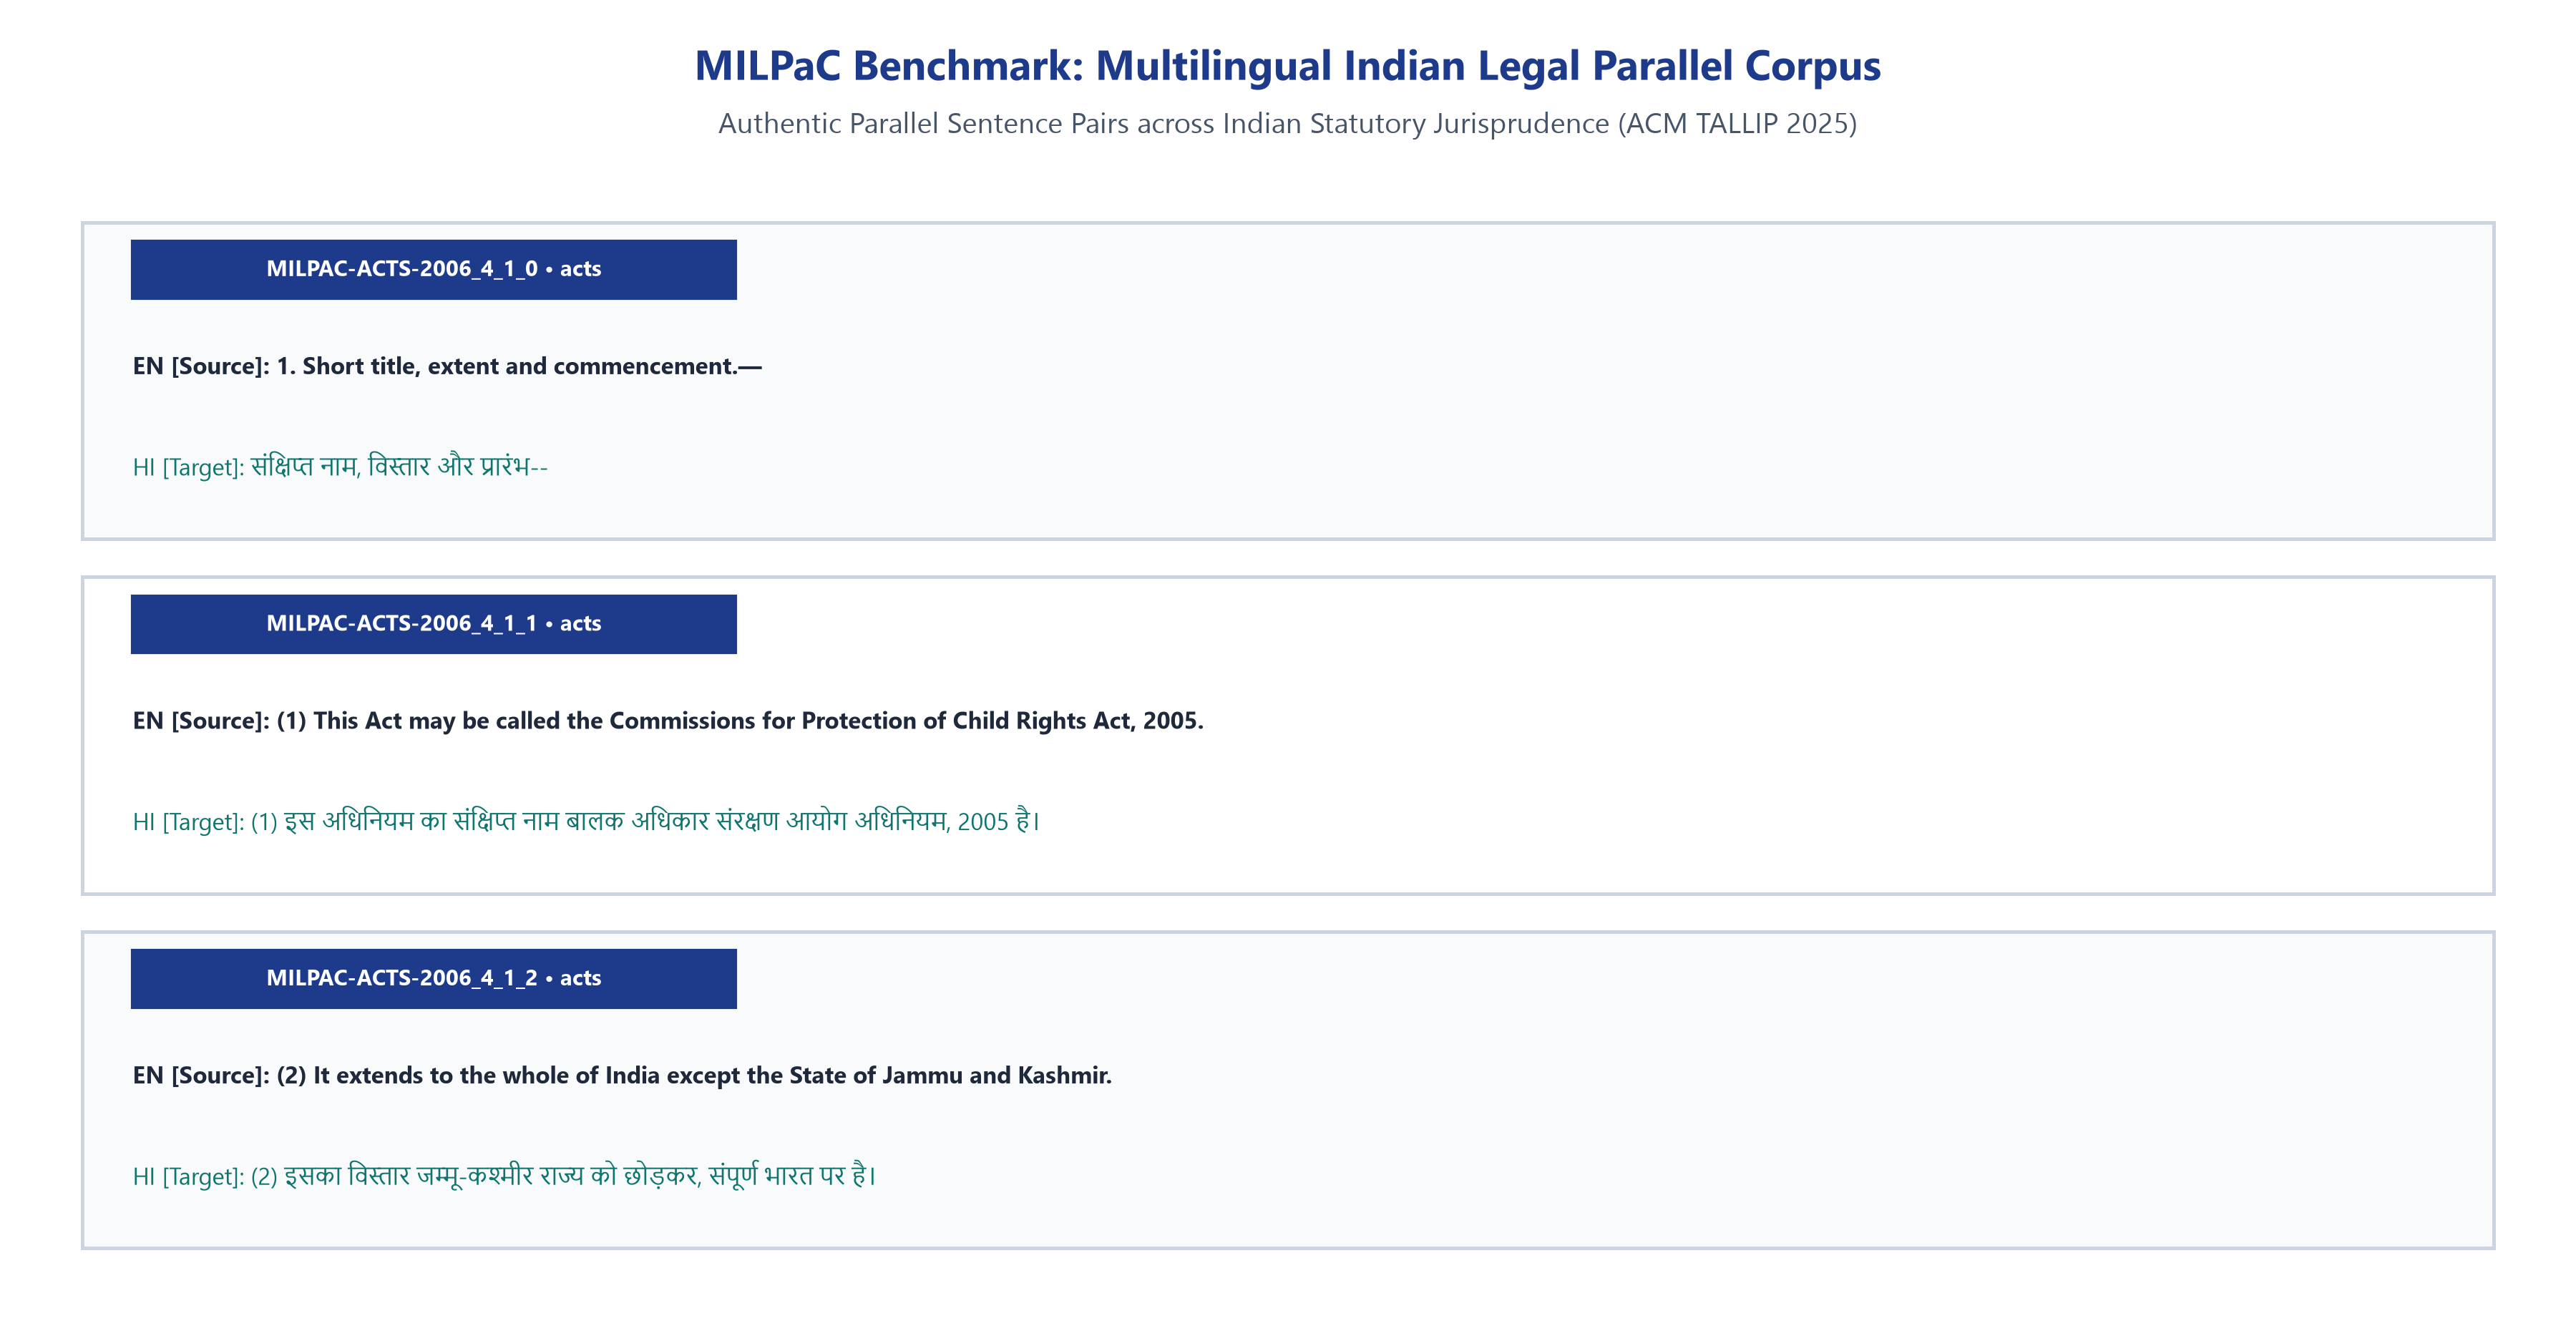 MILPaC Benchmark: Multilingual Indian Legal Parallel Corpus
Authentic Parallel Sentence Pairs across Indian Statutory Jurisprudence (ACM TALLIP 2025)
MILPAC-ACTS-2006_4_1_0 • acts
EN [Source]: 1. Short title, extent and commencement.—
HI [Target]: संक्षिप्त नाम, विस्तार और प्रारंभ--
MILPAC-ACTS-2006_4_1_1 • acts
EN [Source]: (1) This Act may be called the Commissions for Protection of Child Rights Act, 2005.
HI [Target]: (1) इस अधिनियम का संक्षिप्त नाम बालक अधिकार संरक्षण आयोग अधिनियम, 2005 है।
MILPAC-ACTS-2006_4_1_2 • acts
EN [Source]: (2) It extends to the whole of India except the State of Jammu and Kashmir.
HI [Target]: (2) इसका विस्तार जम्मू-कश्मीर राज्य को छोड़कर, संपूर्ण भारत पर है।